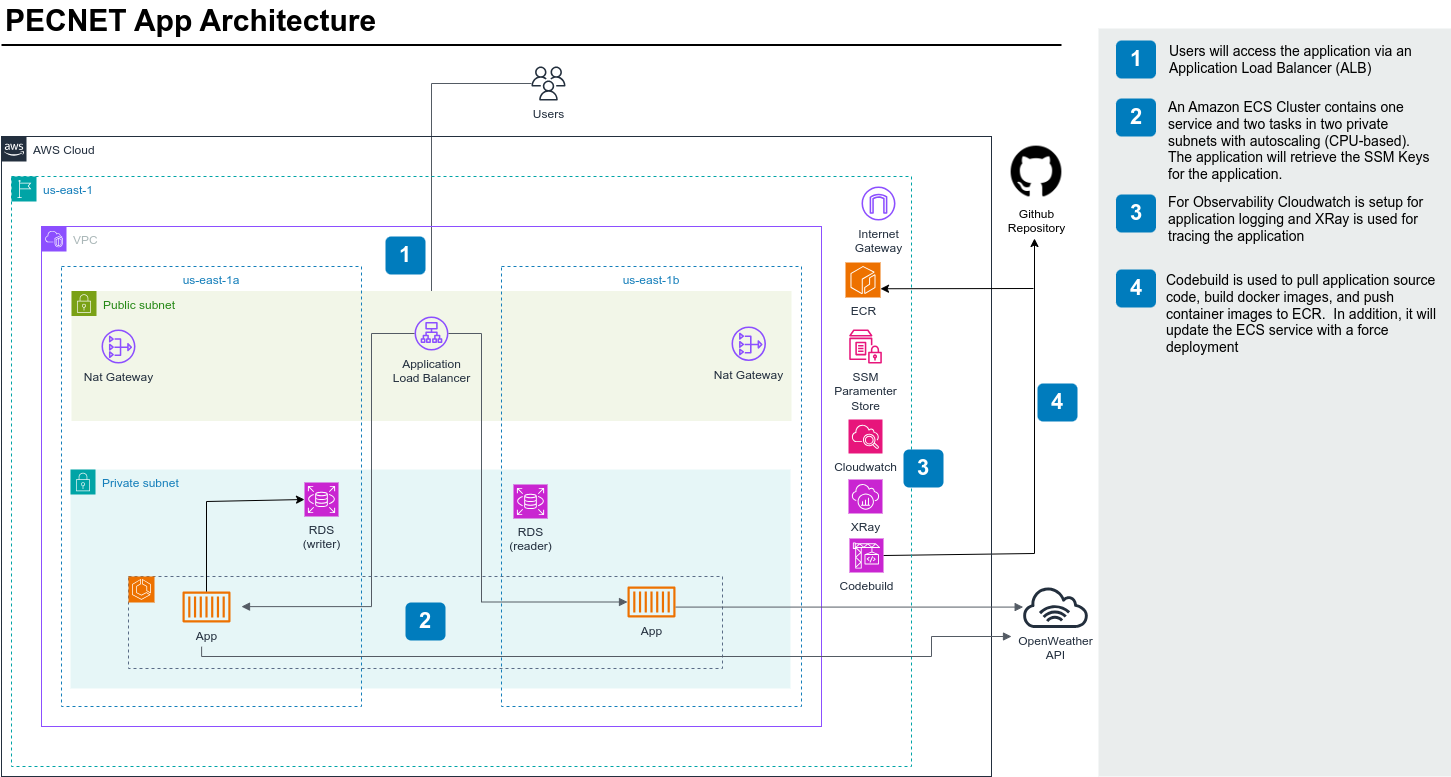 PECNET App Architecture
Users
aws
AWS Cloud
us-east-1
VPC
1
us-east-1a
us-east-1b
Public subnet
Nat Gateway
Application
Load Balancer
Nat Gateway
Private subnet
RDS
(writer)
RDS
(reader)
App
2
App
Internet
Gateway
ECR
SSM
Paramenter
Store
Cloudwatch
3
XRay
Codebuild
Github
Repository
4
OpenWeather
API
1
Users will access the application via an
Application Load Balancer (ALB)
2
An Amazon ECS Cluster contains one
service and two tasks in two private
subnets with autoscaling (CPU-based).
The application will retrieve the SSM Keys
for the application.
3
For Observability Cloudwatch is setup for
application logging and XRay is used for
tracing the application
4
Codebuild is used to pull application source
code, build docker images, and push
container images to ECR.  In addition, it will
update the ECS service with a force
deployment